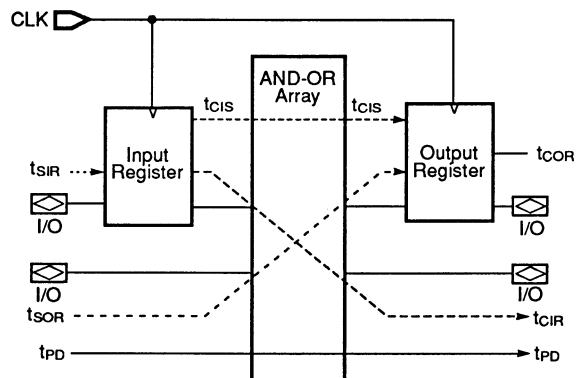 CLK
AND-OR
Array
tCIS
tCIS
Input
Register
Output
Register
tSIR
tCOR
I/O
I/O
I/O
I/O
tSOR
tCIR
tPD
tPD